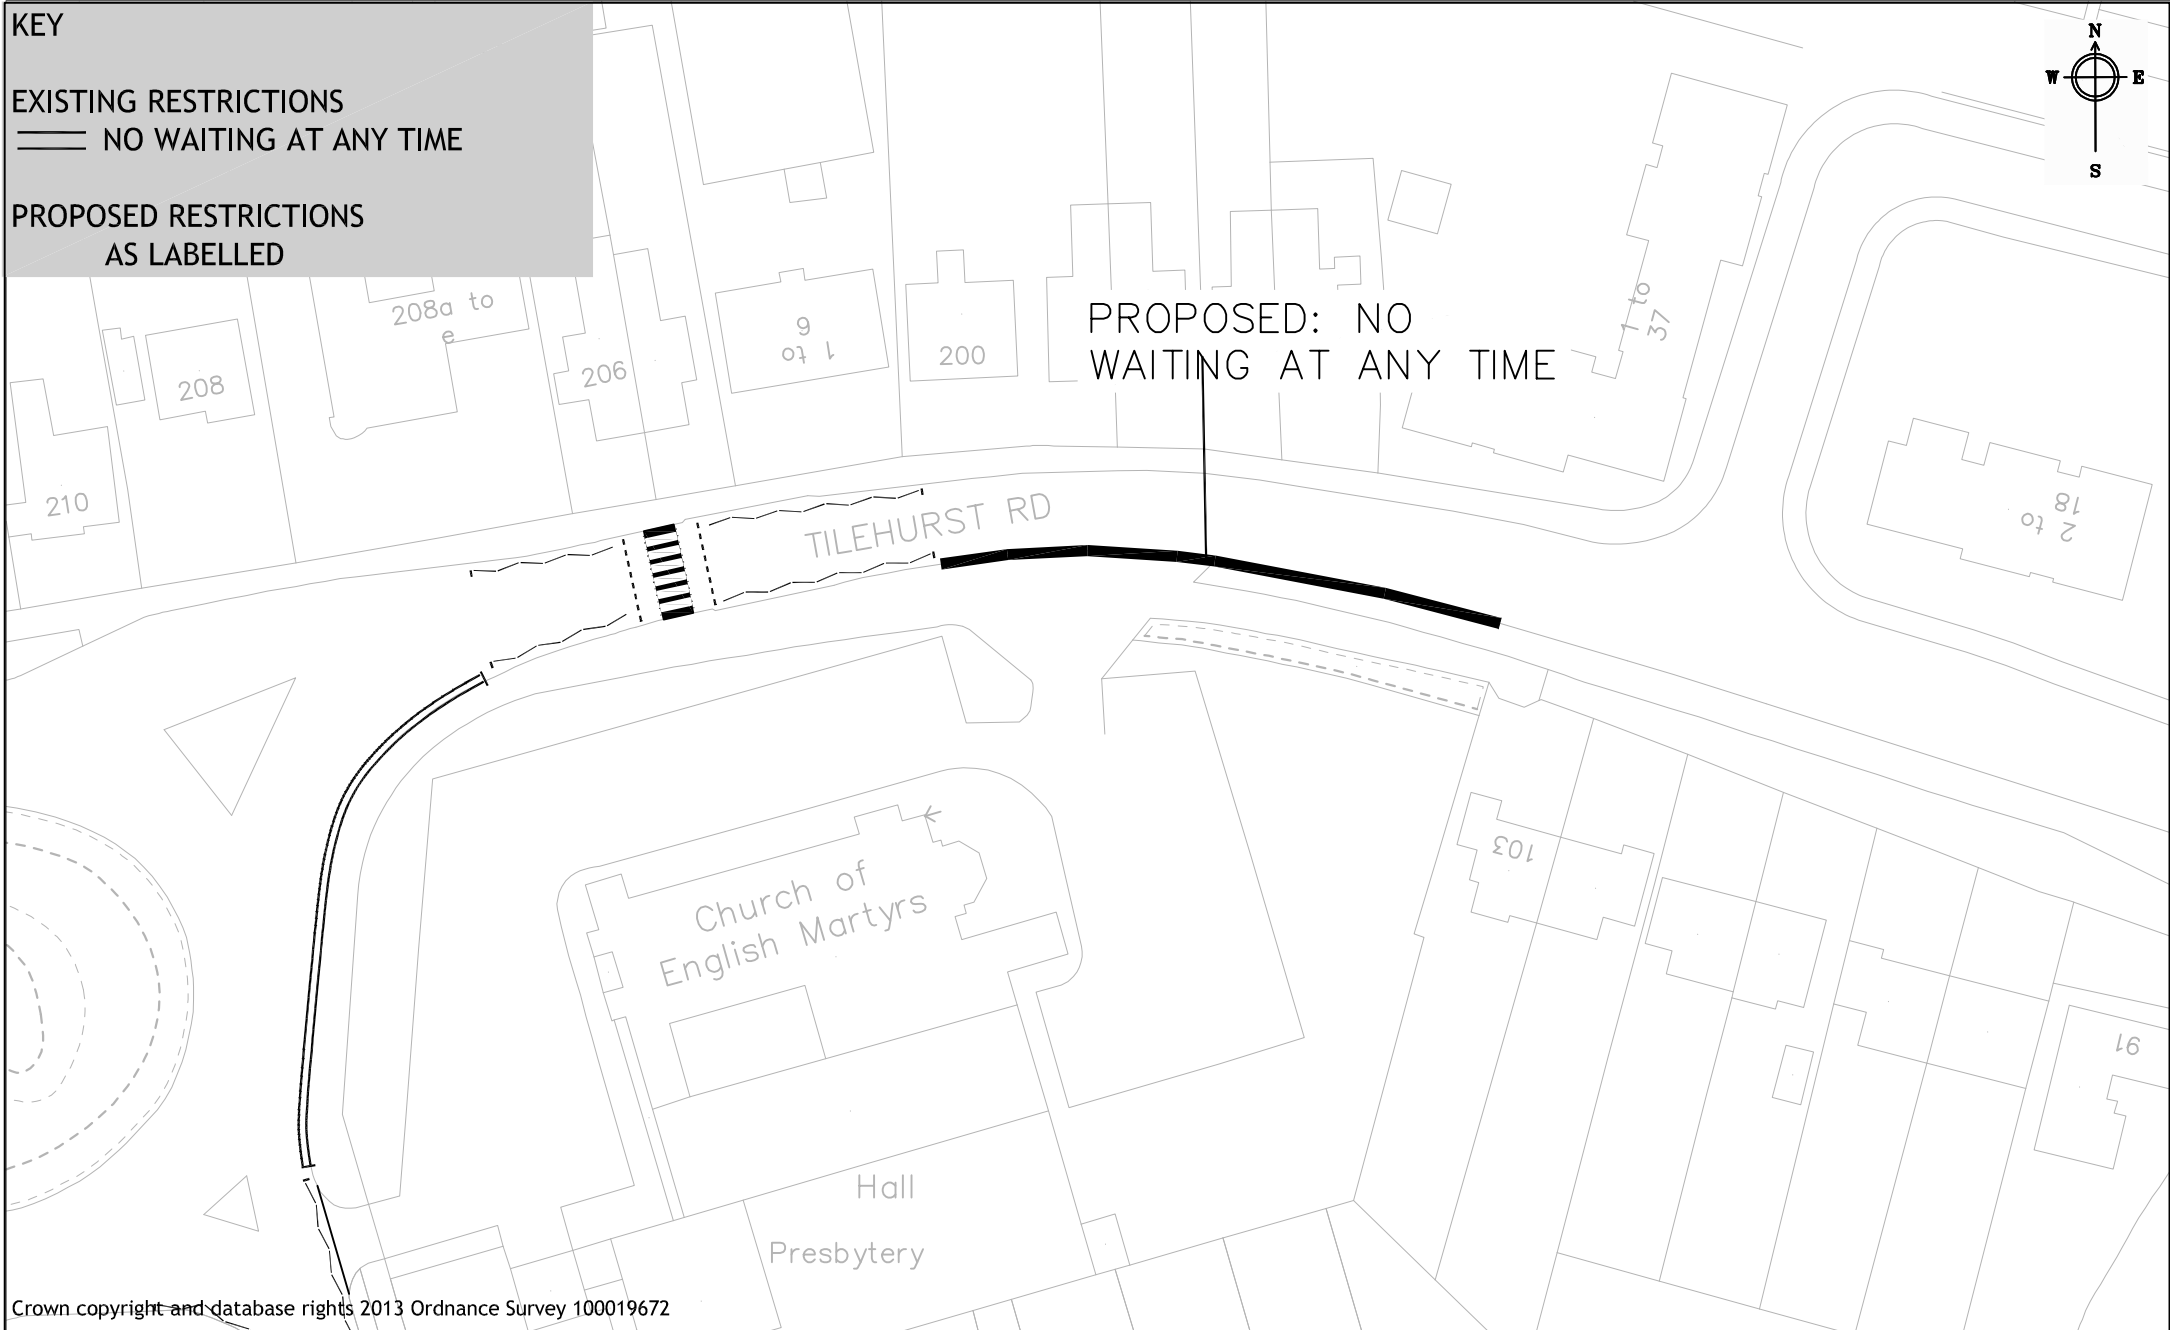 KEY
EXISTING RESTRICTIONS
NO WAITING AT ANY TIME
PROPOSED RESTRICTIONS
AS LABELLED
N
W E
S
208a to
e
208
206
210
1 to
9
200
PROPOSED: NO
WAITING AT ANY TIME
1 to
37
2 to
18
TILEHURST RD
103
91
Church of
English Martyrs
Hall
Presbytery
Crown copyright and database rights 2013 Ordnance Survey 100019672